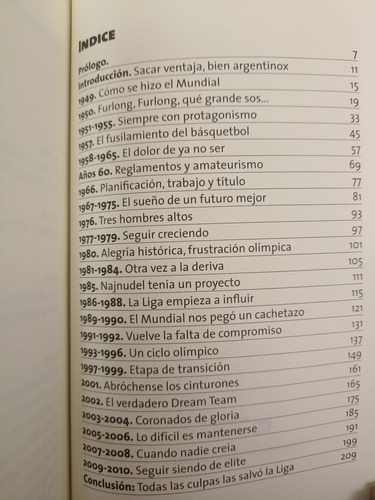 ÍNDICE
Prólogo. 7
Introducción. Sacar ventaja, bien argentinox 11
1949. Cómo se hizo el Mundial 15
1950. Furlong, Furlong, qué grande sos... 19
1951-1955. Siempre con protagonismo 33
1957. El fusilamiento del básquetbol 45
1958-1965. El dolor de ya no ser 57
Años 60. Reglamentos y amateurismo 69
1966. Planificación, trabajo y título 77
1967-1975. El sueño de un futuro mejor 81
1976. Tres hombres altos 93
1977-1979. Seguir creciendo 97
1980. Alegría histórica, frustración olímpica 101
1981-1984. Otra vez a la deriva 105
1985. Najnudel tenía un proyecto 111
1986-1988. La Liga empieza a influir 115
1989-1990. El Mundial nos pegó un cachetazo 121
1991-1992. Vuelve la falta de compromiso 131
1993-1996. Un ciclo olímpico 137
1997-1999. Etapa de transición 149
2001. Abróchense los cinturones 161
2002. El verdadero Dream Team 165
2003-2004. Coronados de gloria 175
2005-2006. Lo difícil es mantenerse 185
2007-2008. Cuando nadie creía 191
2009-2010. Seguir siendo de elite 199
Conclusión: Todas las culpas las salvó la Liga 209